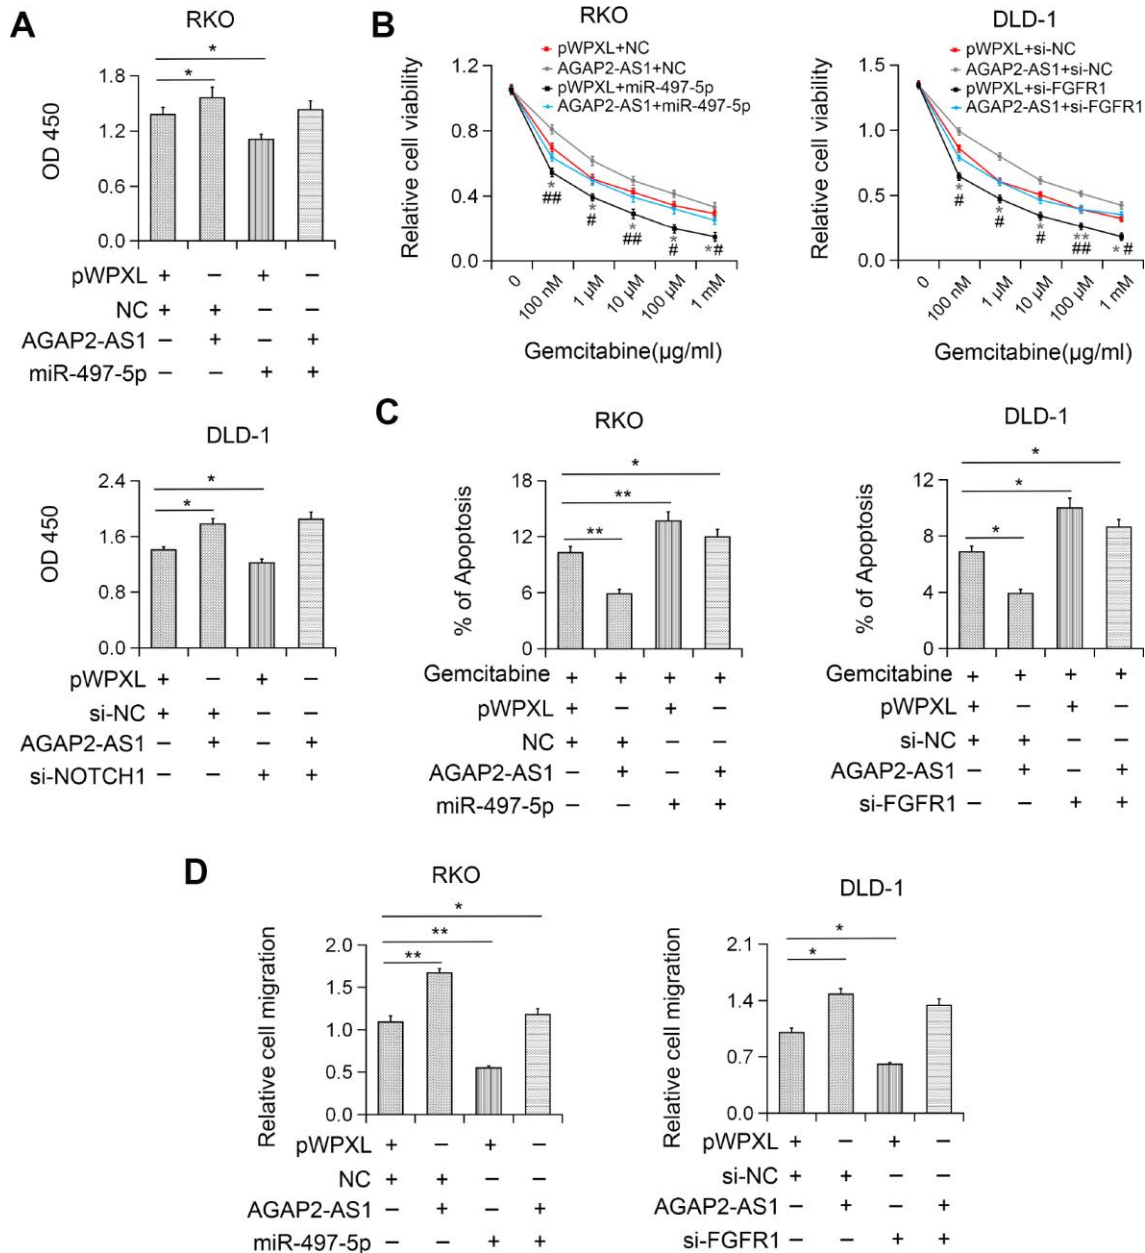 A
RKO
*
*
OD 450
1.8
1.2
0.6
0.0
pWPXL + – + –
NC + + – –
AGAP2-AS1 – + – +
miR-497-5p – – + +
DLD-1
*
*
OD 450
2.4
1.6
0.8
0.0
pWPXL + – + –
si-NC + + – –
AGAP2-AS1 – + – +
si-NOTCH1 – – + +
B
RKO
pWPXL+NC
AGAP2-AS1+NC
pWPXL+miR-497-5p
AGAP2-AS1+miR-497-5p
Relative cell viability
1.2
0.8
0.4
0.0
* * * * *#
## # ## #
0 100 nM 1 µM 10 µM 100 µM 1 mM
Gemcitabine(µg/ml)
DLD-1
pWPXL+si-NC
AGAP2-AS1+si-NC
pWPXL+si-FGFR1
AGAP2-AS1+si-FGFR1
Relative cell viability
1.5
1.0
0.5
0.0
* * * ** *#
# # # ##
0 100 nM 1 µM 10 µM 100 µM 1 mM
Gemcitabine(µg/ml)
C
RKO
*
**
**
% of Apoptosis
18
12
6
0
Gemcitabine + + + +
pWPXL + – + –
NC + + – –
AGAP2-AS1 – + – +
miR-497-5p – – + +
DLD-1
*
*
*
% of Apoptosis
12
8
4
0
Gemcitabine + + + +
pWPXL + – + –
si-NC + + – –
AGAP2-AS1 – + – +
si-FGFR1 – – + +
D
RKO
*
**
**
Relative cell migration
2.0
1.5
1.0
0.5
0.0
pWPXL + – + –
NC + + – –
AGAP2-AS1 – + – +
miR-497-5p – – + +
DLD-1
*
*
Relative cell migration
2.1
1.4
0.7
0.0
pWPXL + – + –
si-NC + + – –
AGAP2-AS1 – + – +
si-FGFR1 – – + +